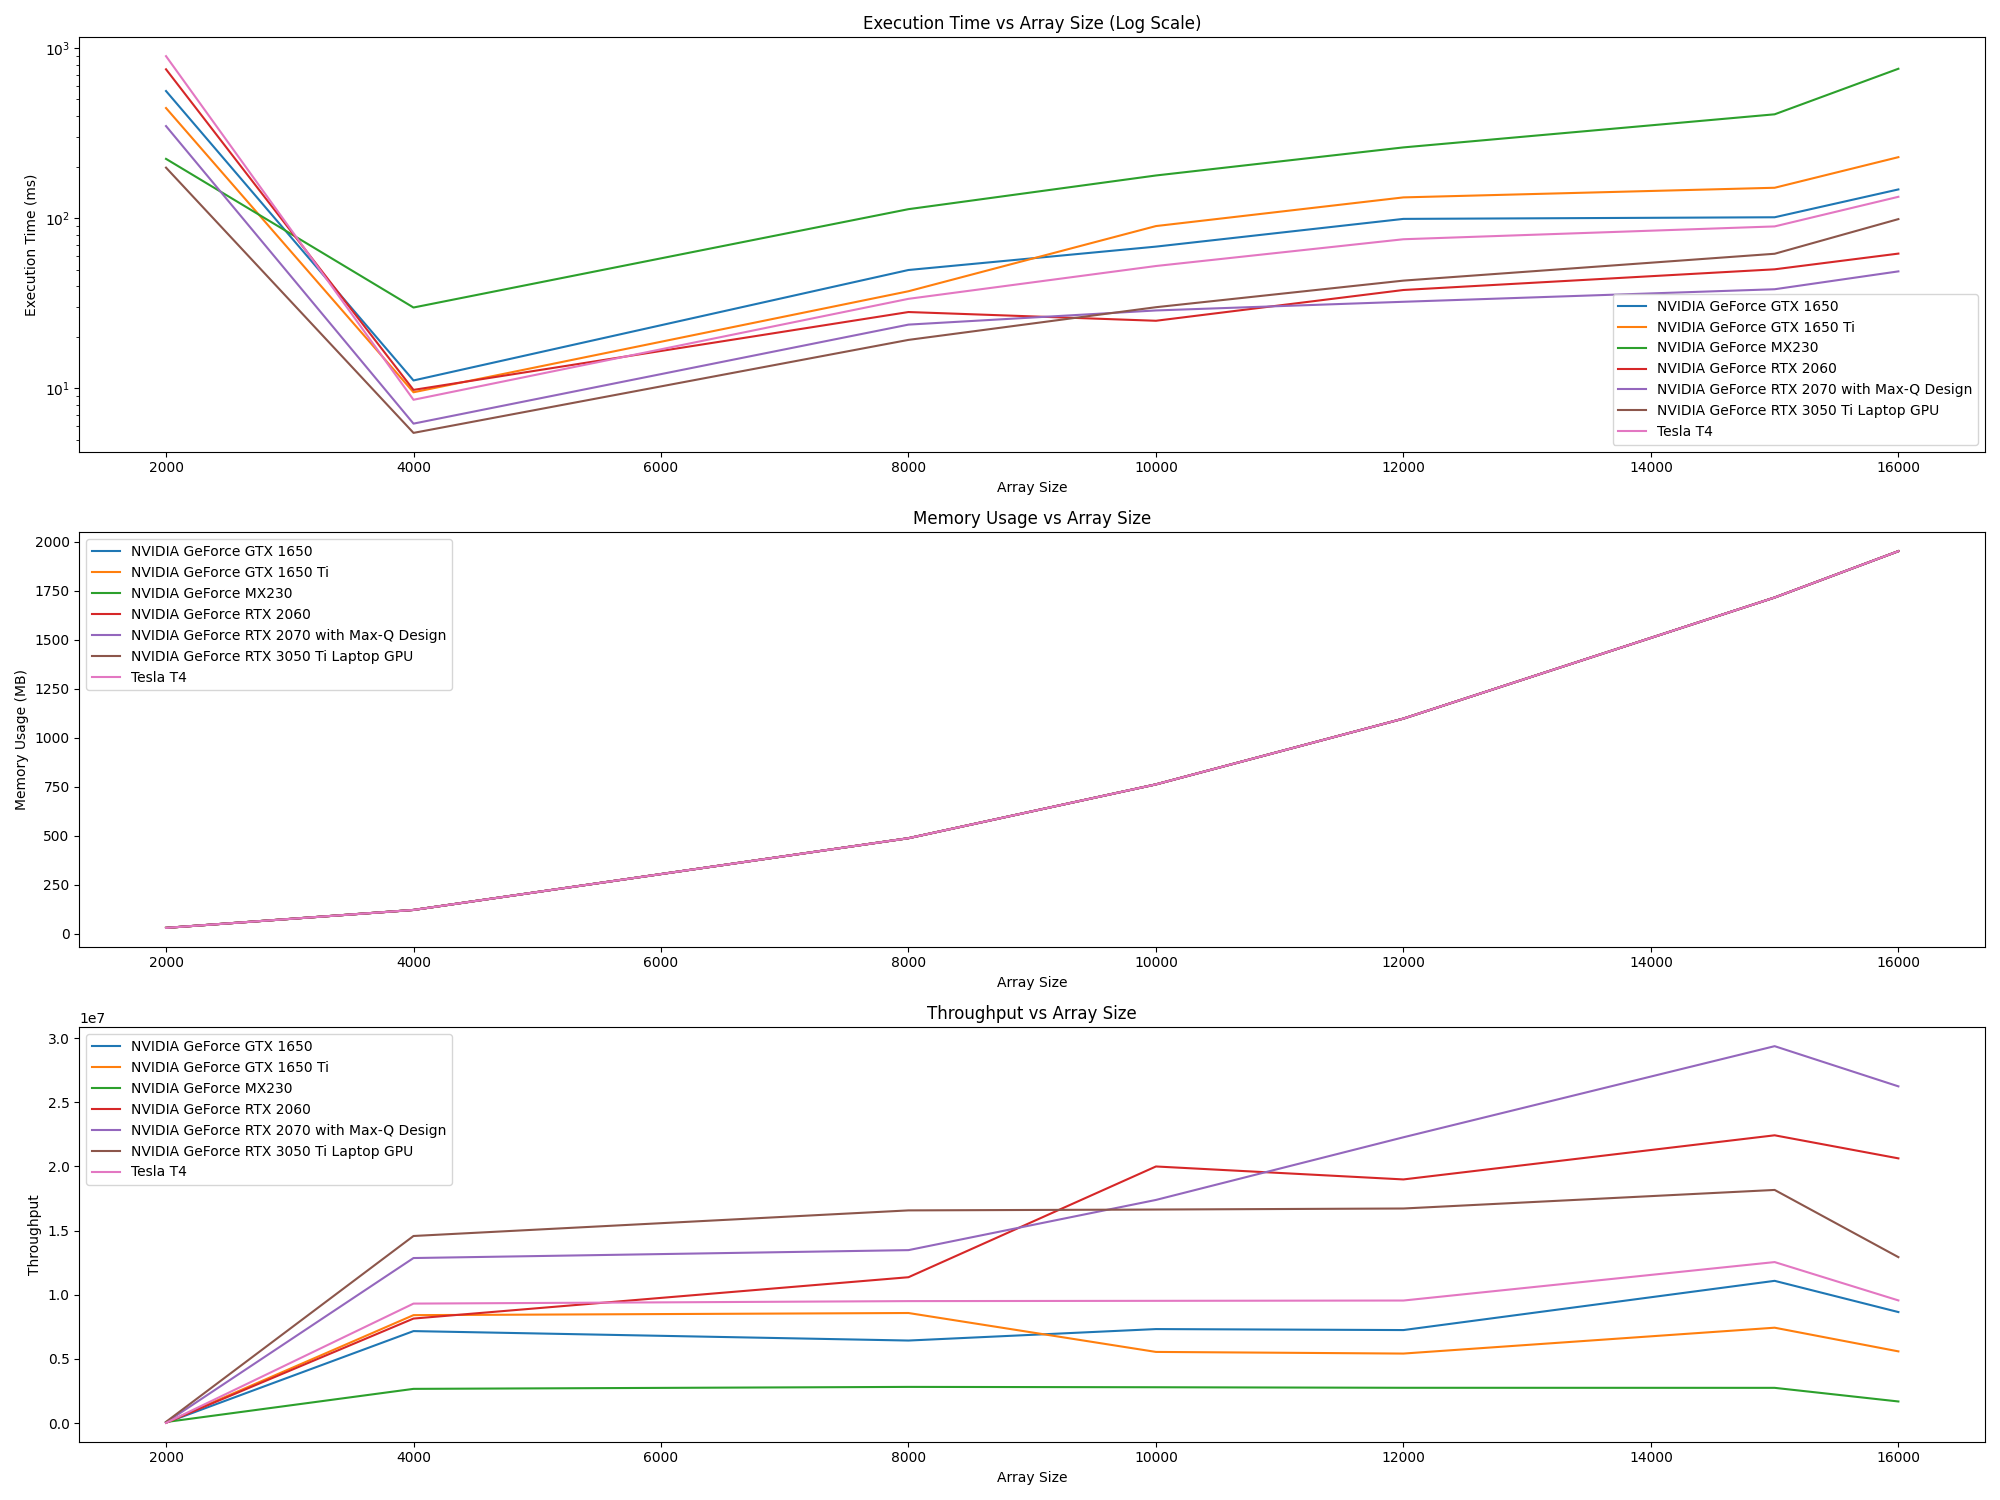 Execution Time vs Array Size (Log Scale)
Execution Time (ms)
10³
10²
10¹
NVIDIA GeForce GTX 1650
NVIDIA GeForce GTX 1650 Ti
NVIDIA GeForce MX230
NVIDIA GeForce RTX 2060
NVIDIA GeForce RTX 2070 with Max-Q Design
NVIDIA GeForce RTX 3050 Ti Laptop GPU
Tesla T4
2000 4000 6000 8000 10000 12000 14000 16000
Array Size
Memory Usage vs Array Size
Memory Usage (MB)
2000
1750
1500
1250
1000
750
500
250
0
NVIDIA GeForce GTX 1650
NVIDIA GeForce GTX 1650 Ti
NVIDIA GeForce MX230
NVIDIA GeForce RTX 2060
NVIDIA GeForce RTX 2070 with Max-Q Design
NVIDIA GeForce RTX 3050 Ti Laptop GPU
Tesla T4
2000 4000 6000 8000 10000 12000 14000 16000
Array Size
Throughput vs Array Size
1e7
Throughput
3.0
2.5
2.0
1.5
1.0
0.5
0.0
NVIDIA GeForce GTX 1650
NVIDIA GeForce GTX 1650 Ti
NVIDIA GeForce MX230
NVIDIA GeForce RTX 2060
NVIDIA GeForce RTX 2070 with Max-Q Design
NVIDIA GeForce RTX 3050 Ti Laptop GPU
Tesla T4
2000 4000 6000 8000 10000 12000 14000 16000
Array Size